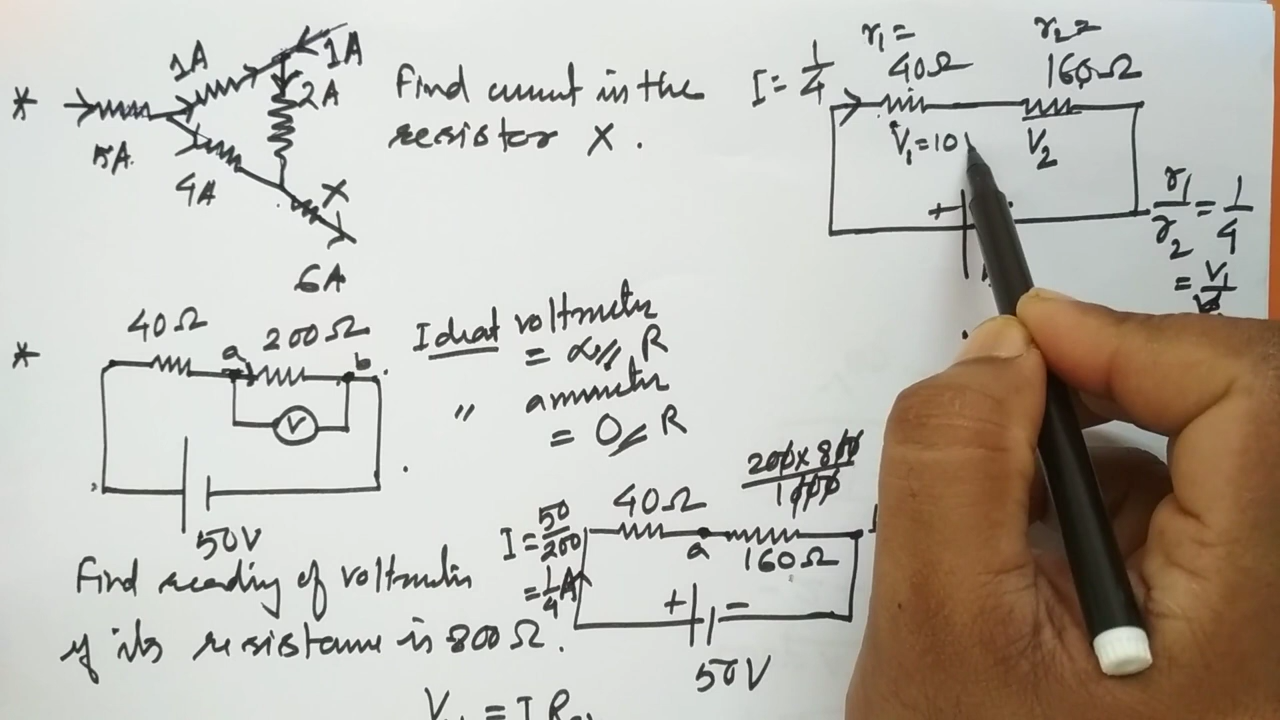 * 1A 1A
2A
5A
4A X
6A
Find current in the
resistor X.
I = 1/4 r₁ = 40Ω r₂ = 160Ω
V₁ = 10 V₂
+
r₁/r₂ = 1/4
= V₁/
* 40Ω 200Ω
a b
V
50V
Ideal voltmeter
= ∝ R
" ammeter
= 0 R
Find reading of voltmeter
if its resistance is 800Ω.
200 x 800
1000
40Ω
I = 50/200
= 1/4 A
a 160Ω
+ −
50V
V = I R